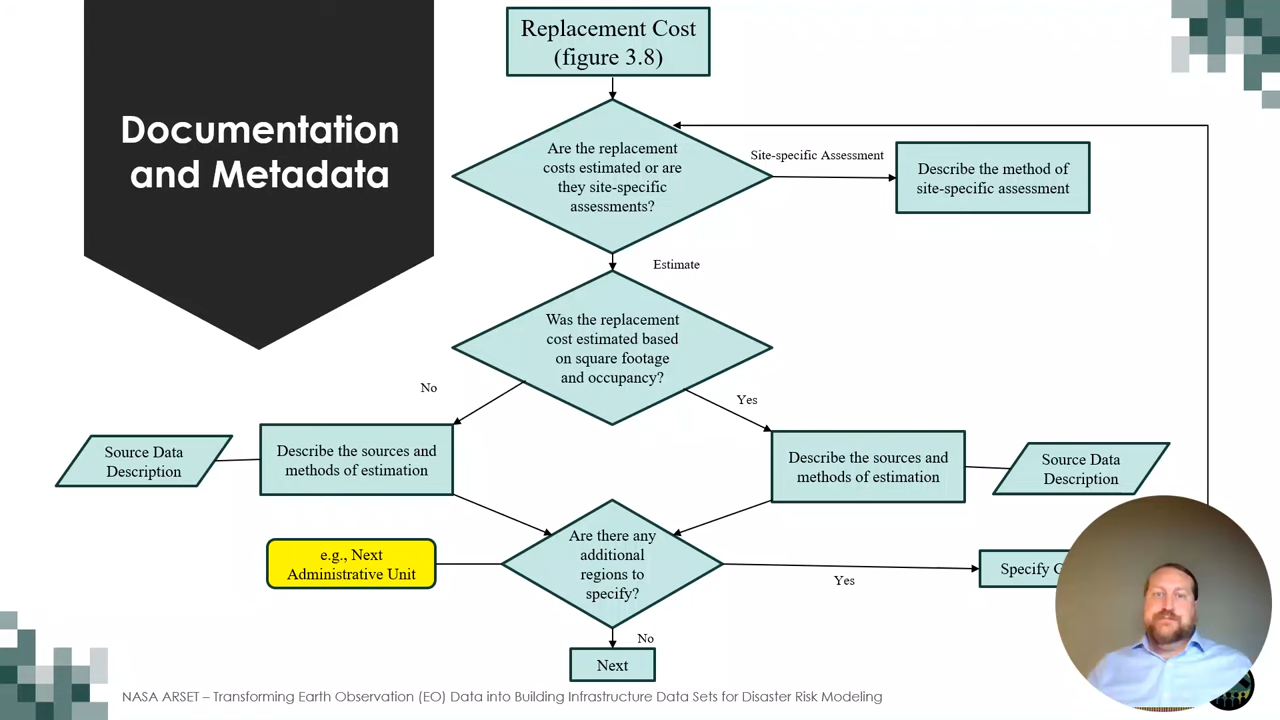 Documentation
and Metadata
Replacement Cost
(figure 3.8)
Are the replacement
costs estimated or are
they site-specific
assessments?
Site-specific Assessment
Describe the method of
site-specific assessment
Estimate
Was the replacement
cost estimated based
on square footage
and occupancy?
No
Yes
Source Data
Description
Describe the sources and
methods of estimation
Describe the sources and
methods of estimation
Source Data
Description
e.g., Next
Administrative Unit
Are there any
additional
regions to
specify?
Yes
Specify
No
Next
NASA ARSET – Transforming Earth Observation (EO) Data into Building Infrastructure Data Sets for Disaster Risk Modeling